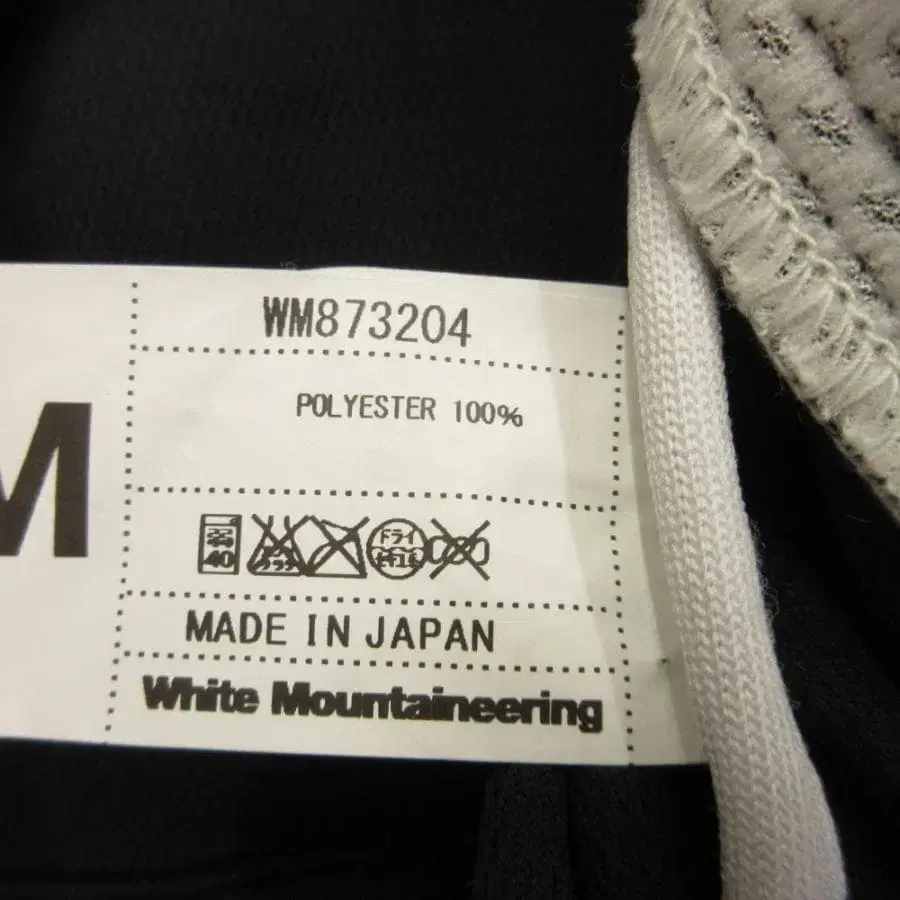 M
WM873204
POLYESTER 100%
40 ドライ
MADE IN JAPAN
White Mountaineering